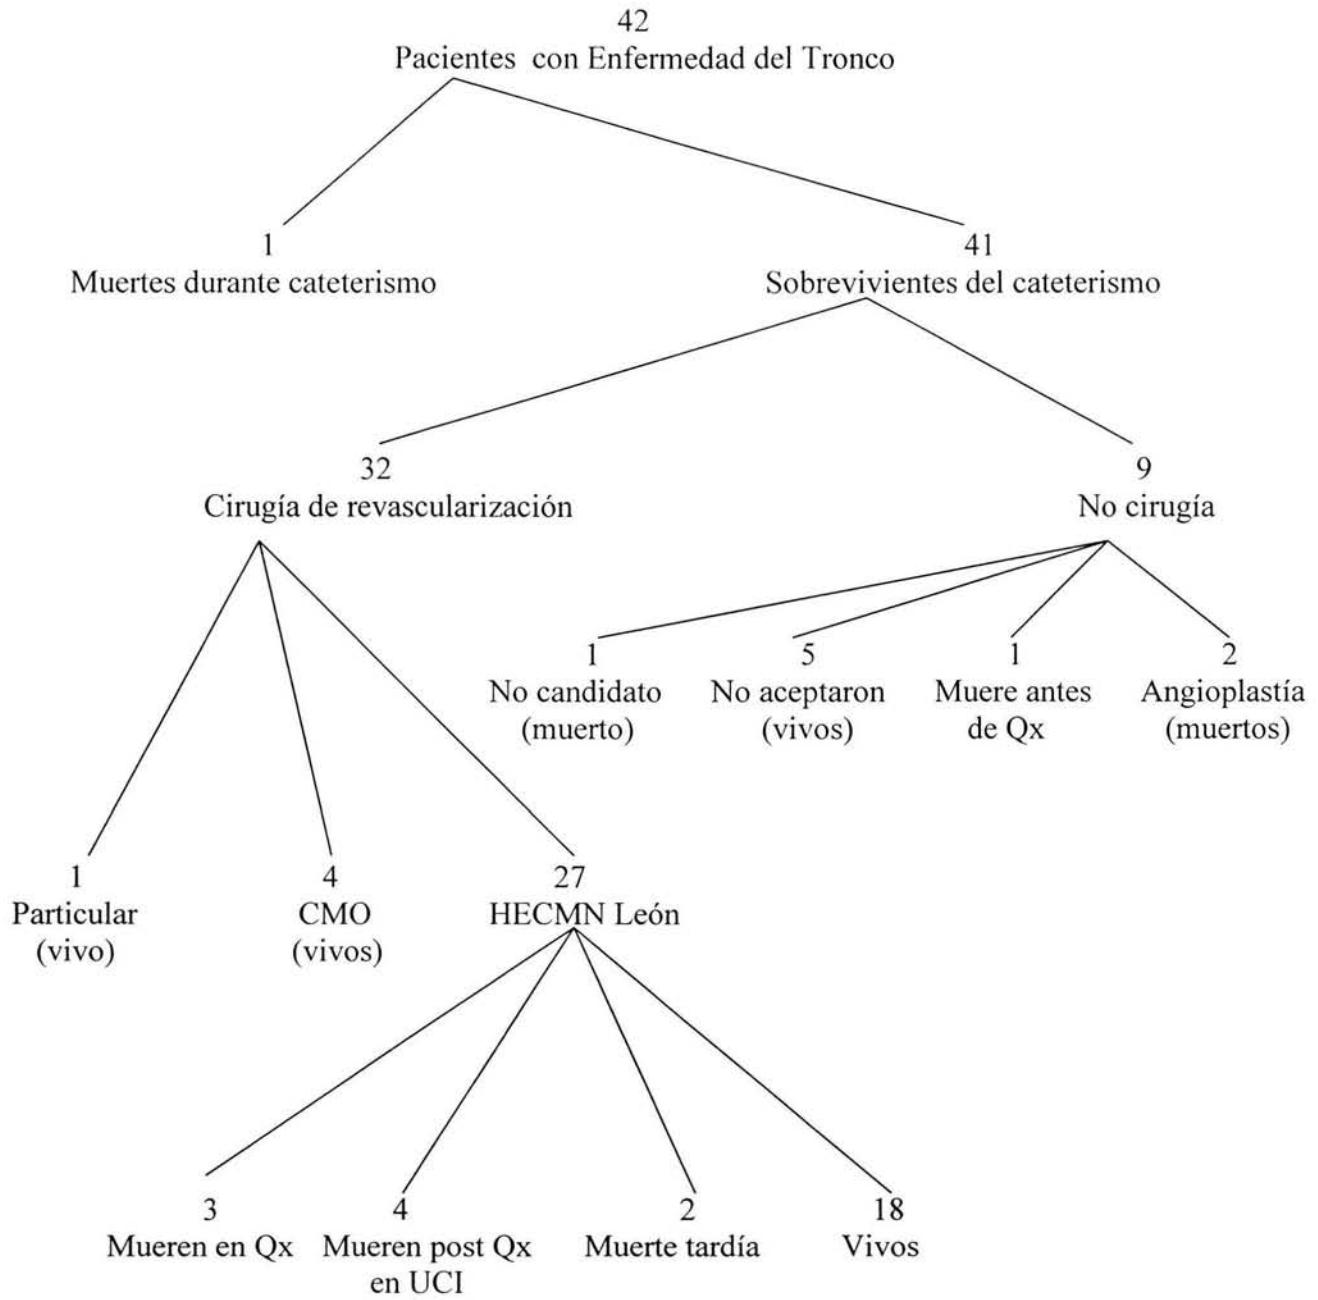 42
Pacientes con Enfermedad del Tronco
1
Muertes durante cateterismo
41
Sobrevivientes del cateterismo
32
Cirugía de revascularización
9
No cirugía
1
No candidato
(muerto)
5
No aceptaron
(vivos)
1
Muere antes
de Qx
2
Angioplastía
(muertos)
1
Particular
(vivo)
4
CMO
(vivos)
27
HECMN León
3
Mueren en Qx
4
Mueren post Qx
en UCI
2
Muerte tardía
18
Vivos